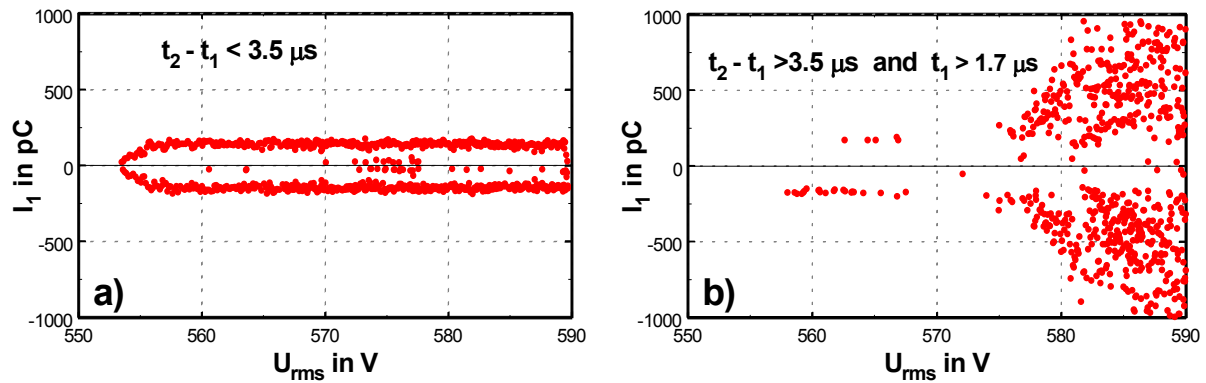 1000
500
0
-500
-1000
I₁ in pC
t₂ - t₁ < 3.5 μs
a)
550 560 570 580 590
U_rms in V
1000
500
0
-500
-1000
I₁ in pC
t₂ - t₁ >3.5 μs and t₁ > 1.7 μs
b)
550 560 570 580 590
U_rms in V